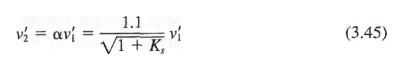 v₂′ = αv₁′ = 1.1/√(1 + Kₛ) v₁′ (3.45)